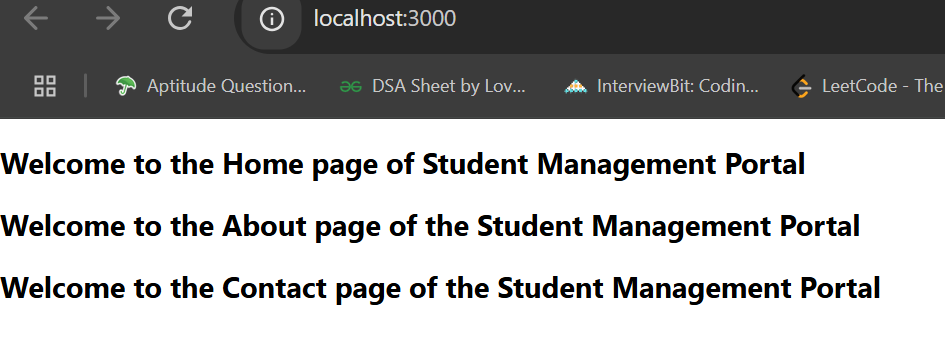 localhost:3000
Aptitude Question... DSA Sheet by Lov... InterviewBit: Codin... LeetCode - The
Welcome to the Home page of Student Management Portal
Welcome to the About page of the Student Management Portal
Welcome to the Contact page of the Student Management Portal